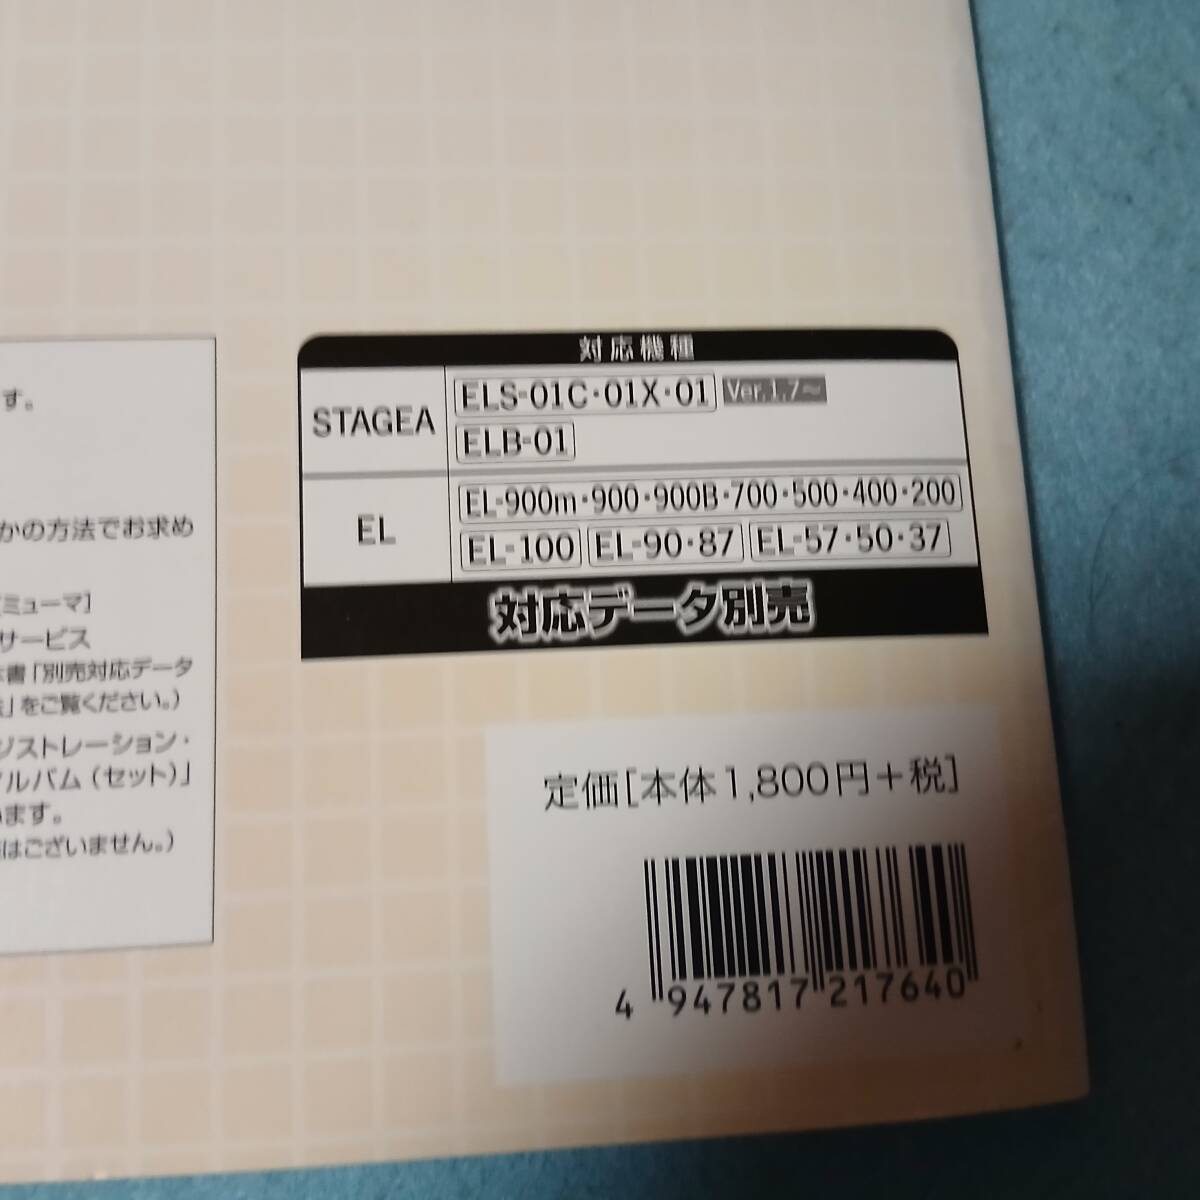 す。
かの方法でお求め
ミューマ]
サービス
書「別売対応データ
」をご覧ください。)
ジストレーション・
アルバム(セット)」
います。
はございません。)
対応機種
STAGEA
ELS-01C・01X・01 Ver.1.7～
ELB-01
EL
EL-900m・900・900B・700・500・400・200
EL-100 EL-90・87 EL-57・50・37
対応データ別売
定価[本体1,800円+税]
4 947817 217640